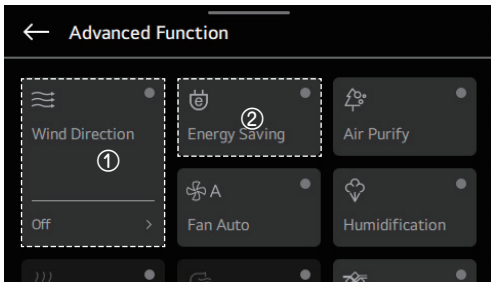 Advanced Function
Wind Direction
①
Off
Energy Saving
②
Air Purify
A
Fan Auto
Humidification